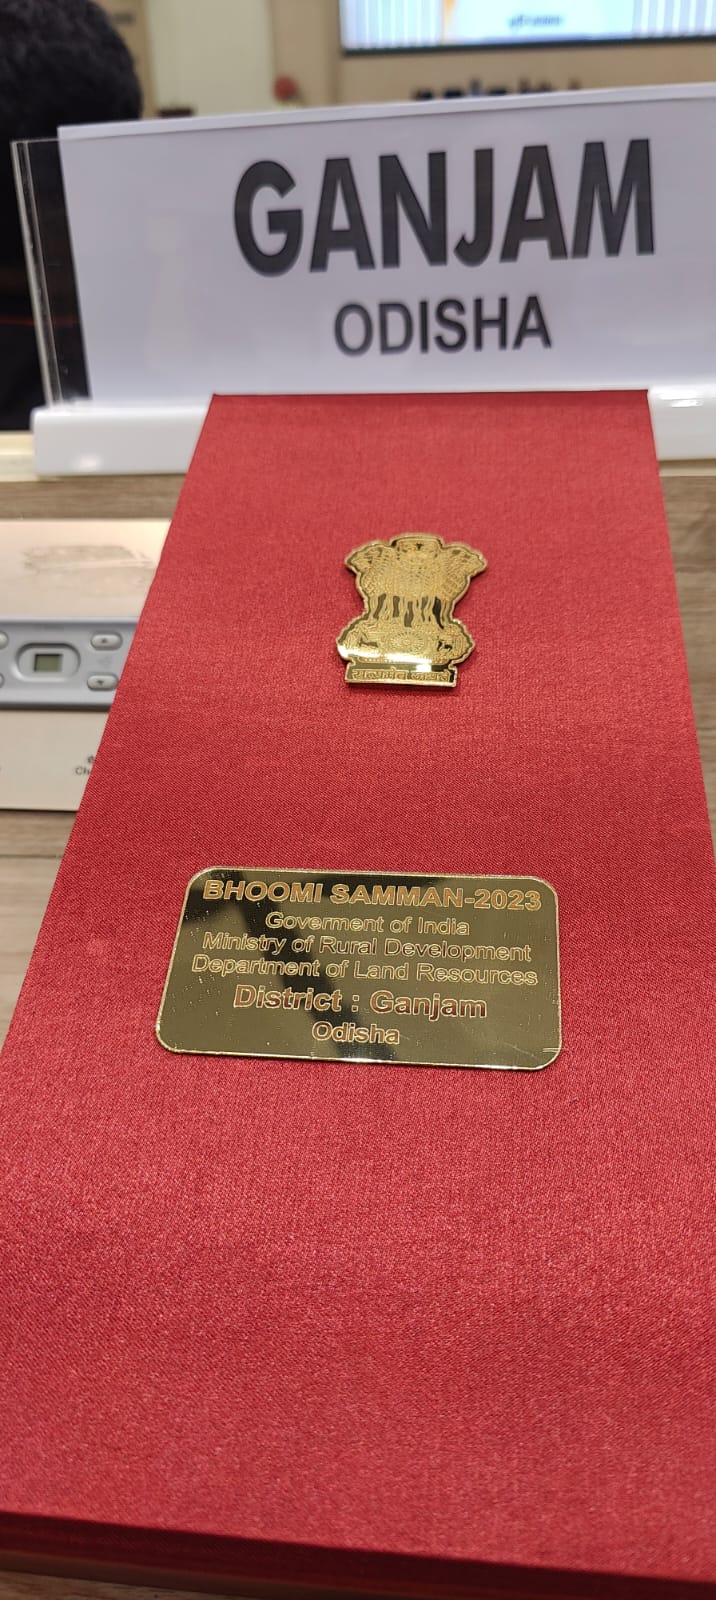 GANJAM
ODISHA
सत्यमेव जयते
BHOOMI SAMMAN-2023
Goverment of India
Ministry of Rural Development
Department of Land Resources
District : Ganjam
Odisha